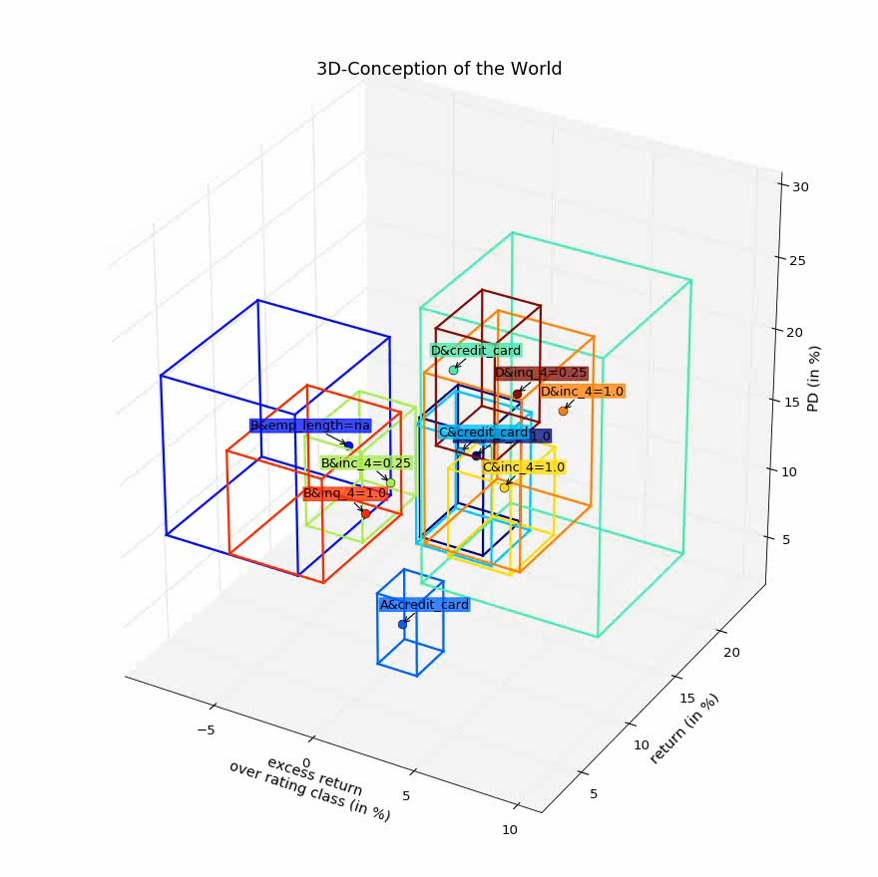 3D-Conception of the World
30
25
20
15
10
5
PD (in %)
D&credit_card
D&inq_4=0.25
D&inc_4=1.0
B&emp_length=na
C&credit_card
1.0
B&inc_4=0.25
C&inc_4=1.0
B&inq_4=1.0
A&credit_card
−5
0
5
10
excess return
over rating class (in %)
5
10
15
20
return (in %)